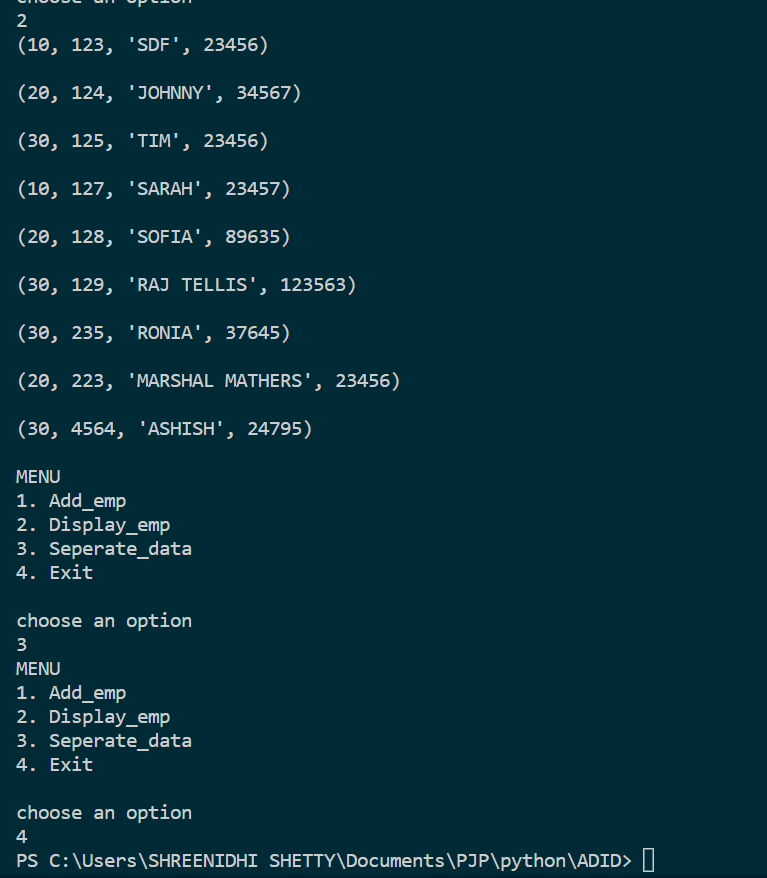 choose an option
2
(10, 123, 'SDF', 23456)
(20, 124, 'JOHNNY', 34567)
(30, 125, 'TIM', 23456)
(10, 127, 'SARAH', 23457)
(20, 128, 'SOFIA', 89635)
(30, 129, 'RAJ TELLIS', 123563)
(30, 235, 'RONIA', 37645)
(20, 223, 'MARSHAL MATHERS', 23456)
(30, 4564, 'ASHISH', 24795)
MENU
1. Add_emp
2. Display_emp
3. Seperate_data
4. Exit
choose an option
3
MENU
1. Add_emp
2. Display_emp
3. Seperate_data
4. Exit
choose an option
4
PS C:\Users\SHREENIDHI SHETTY\Documents\PJP\python\ADID>